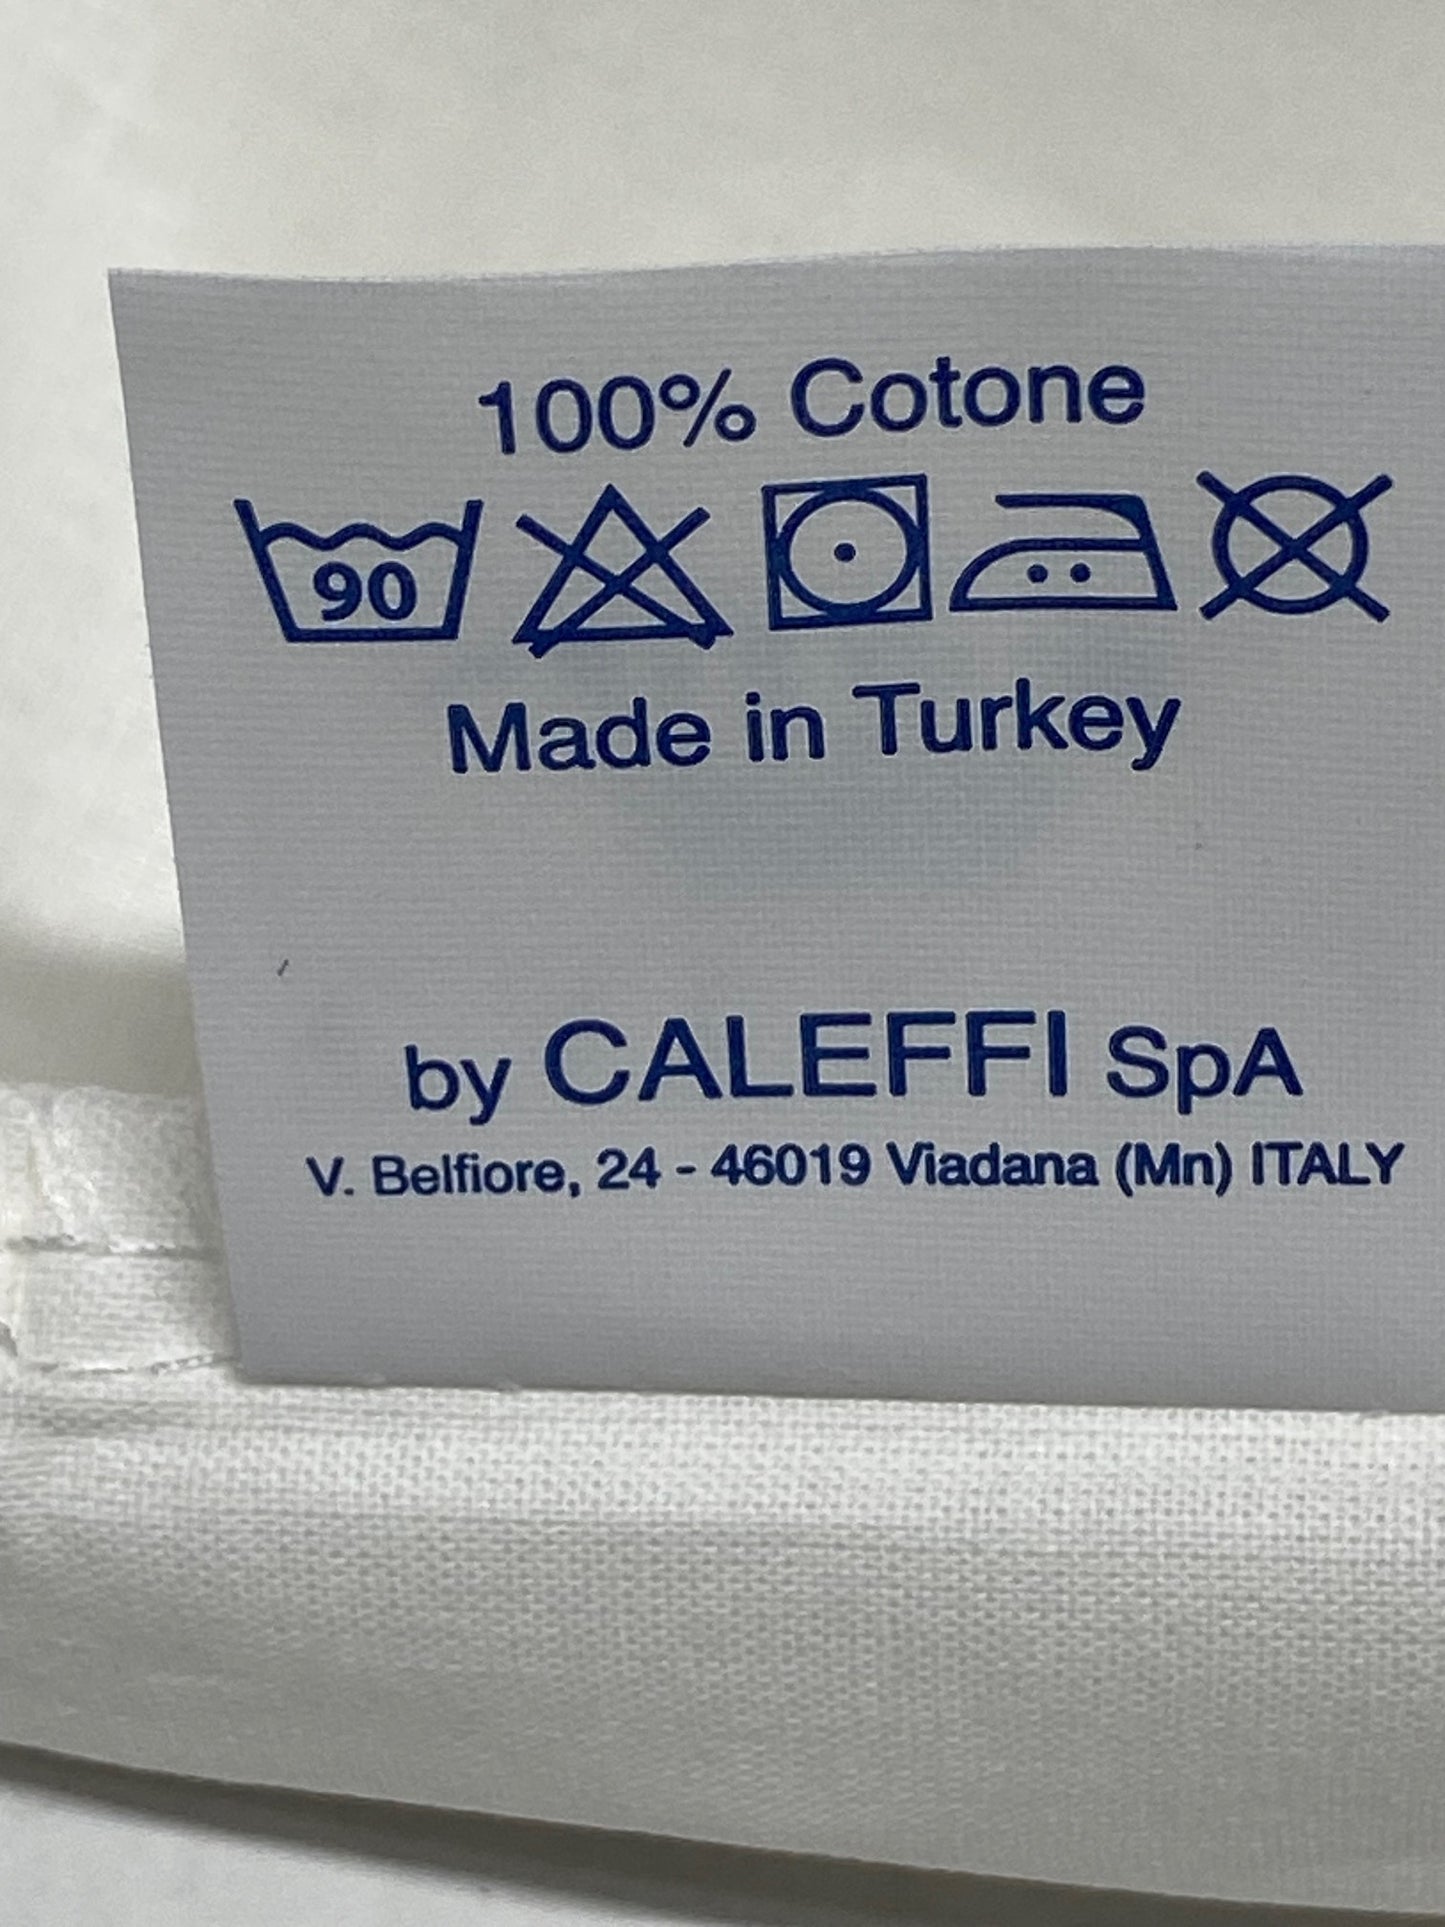 100% Cotone
90
Made in Turkey
by CALEFFI SpA
V. Belfiore, 24 - 46019 Viadana (Mn) ITALY